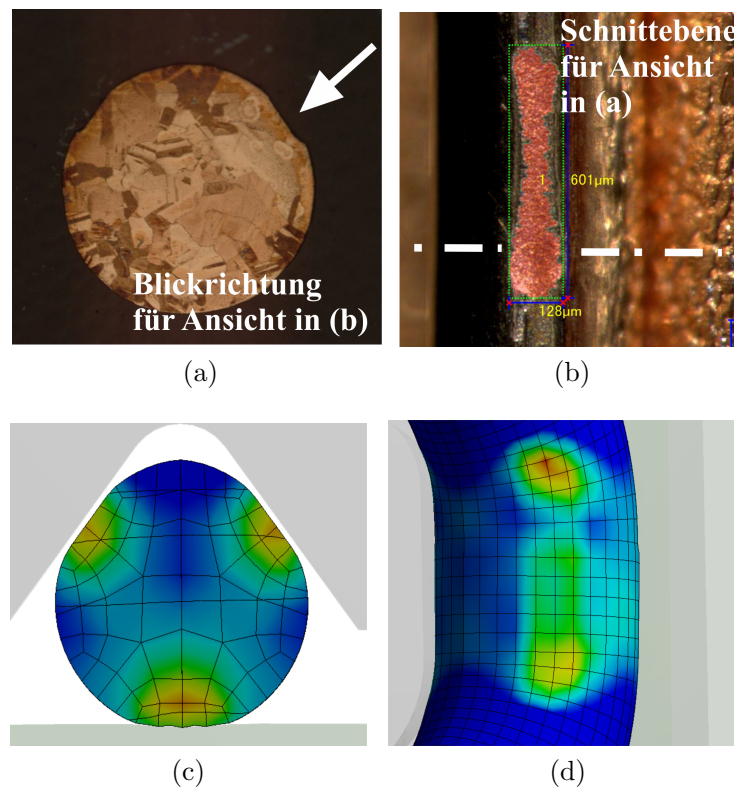 Blickrichtung
für Ansicht in (b)
(a)
Schnittebene
für Ansicht
in (a)
1
601µm
128µm
(b)
(c)
(d)